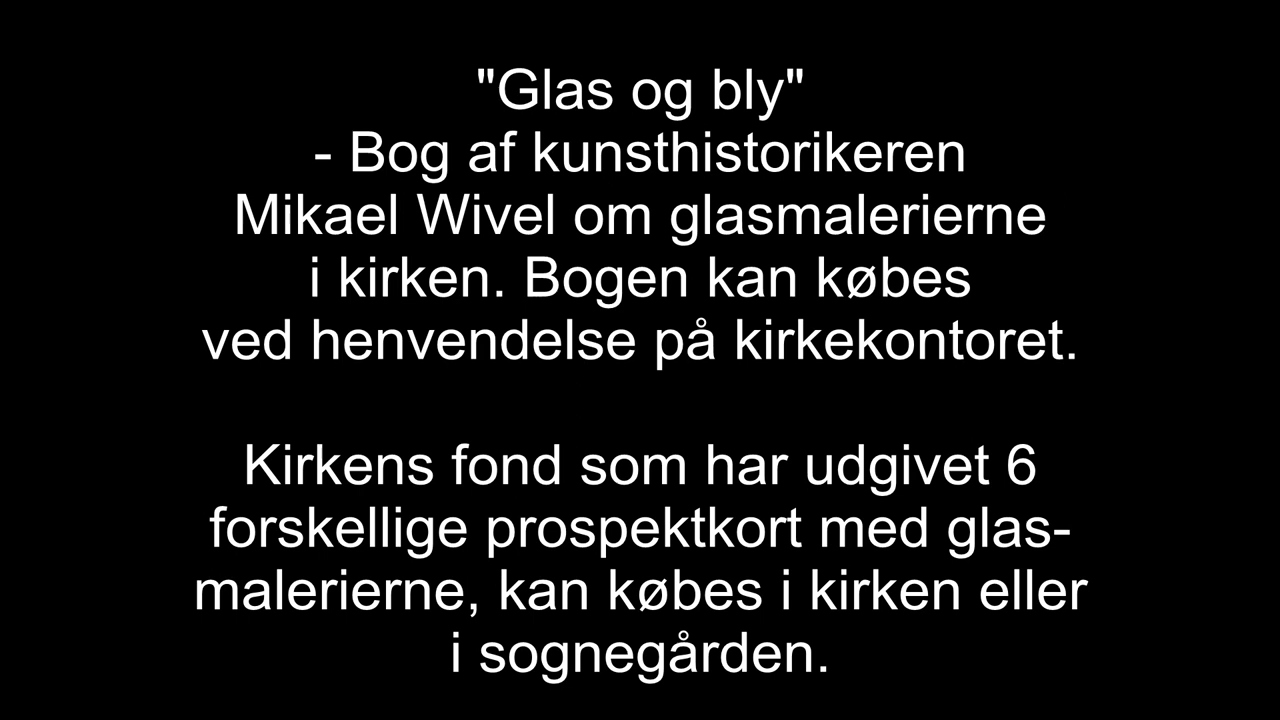 "Glas og bly"
- Bog af kunsthistorikeren
Mikael Wivel om glasmalerierne
i kirken. Bogen kan købes
ved henvendelse på kirkekontoret.
Kirkens fond som har udgivet 6
forskellige prospektkort med glas-
malerierne, kan købes i kirken eller
i sognegården.